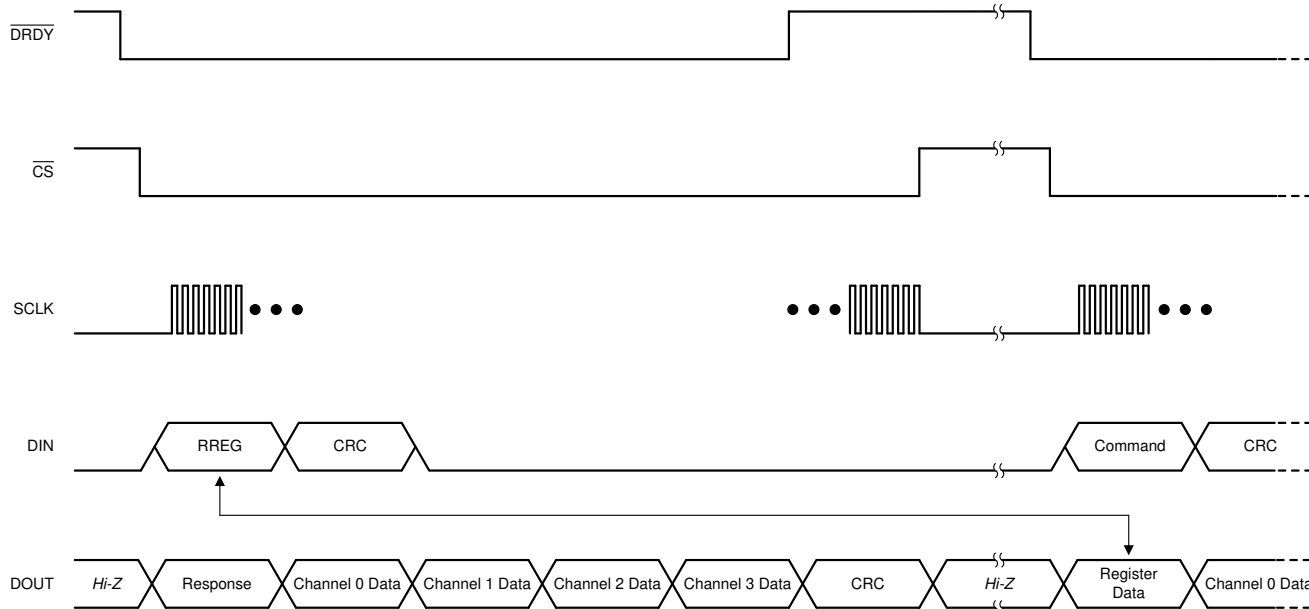 DRDY
CS
SCLK
DIN
RREG
CRC
Command
CRC
DOUT
Hi-Z
Response
Channel 0 Data
Channel 1 Data
Channel 2 Data
Channel 3 Data
CRC
Hi-Z
Register
Data
Channel 0 Data